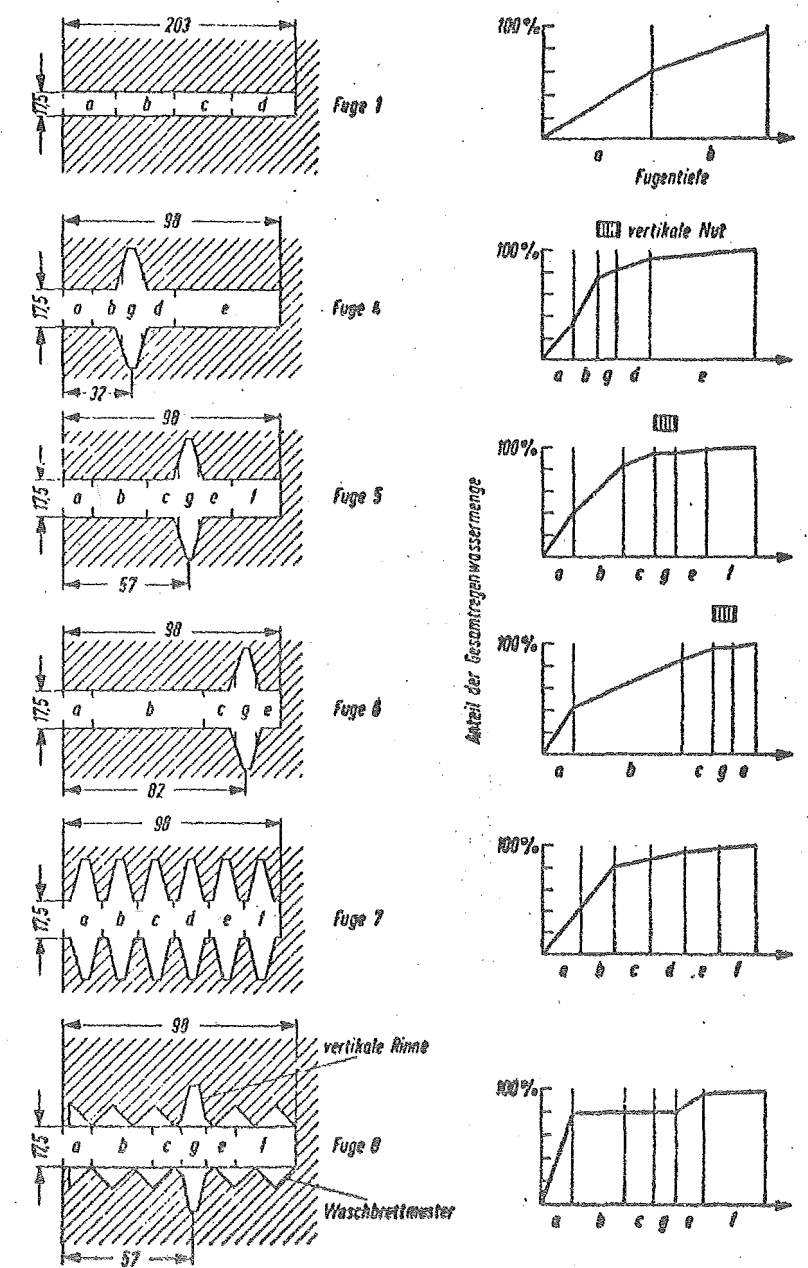 203
17,5
a b c d
Fuge 1
100%
a b
Fugentiefe
98
17,5
a b g d e
Fuge 4
32
vertikale Nut
100%
a b g d e
98
17,5
a b c g e f
Fuge 5
57
100%
a b c g e f
Anteil der Gesamtregenwassermenge
98
17,5
a b c g e
Fuge 6
82
100%
a b c g e
98
17,5
a b c d e f
Fuge 7
100%
a b c d e f
98
vertikale Rinne
17,5
a b c g e f
Fuge 8
Waschbrettmuster
57
100%
a b c g e f